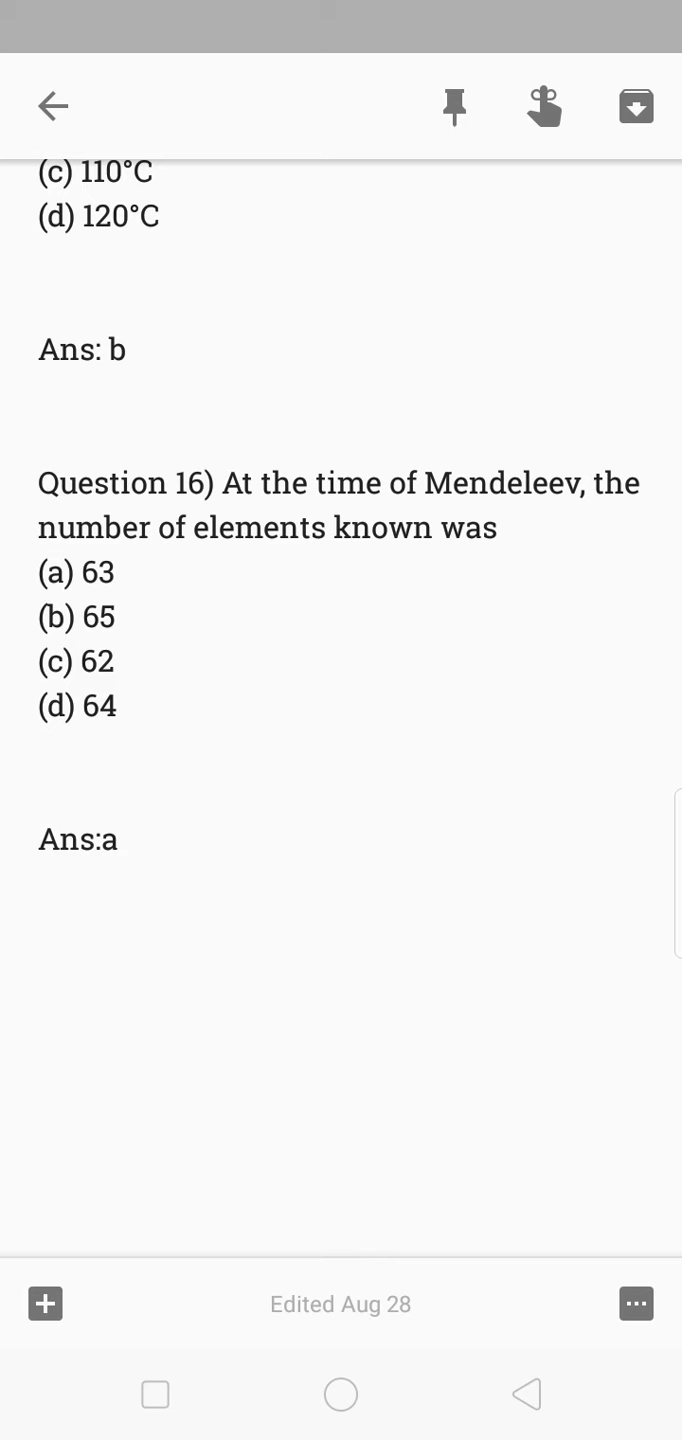 (c) 110°C
(d) 120°C
Ans: b
Question 16) At the time of Mendeleev, the
number of elements known was
(a) 63
(b) 65
(c) 62
(d) 64
Ans:a
Edited Aug 28